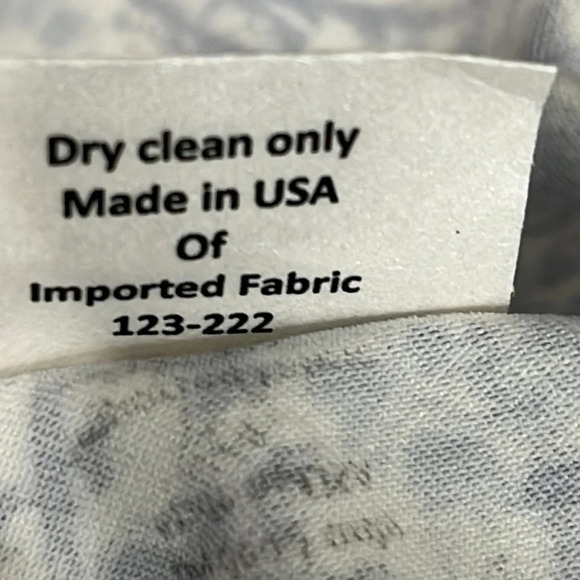 Dry clean only
Made in USA
Of
Imported Fabric
123-222